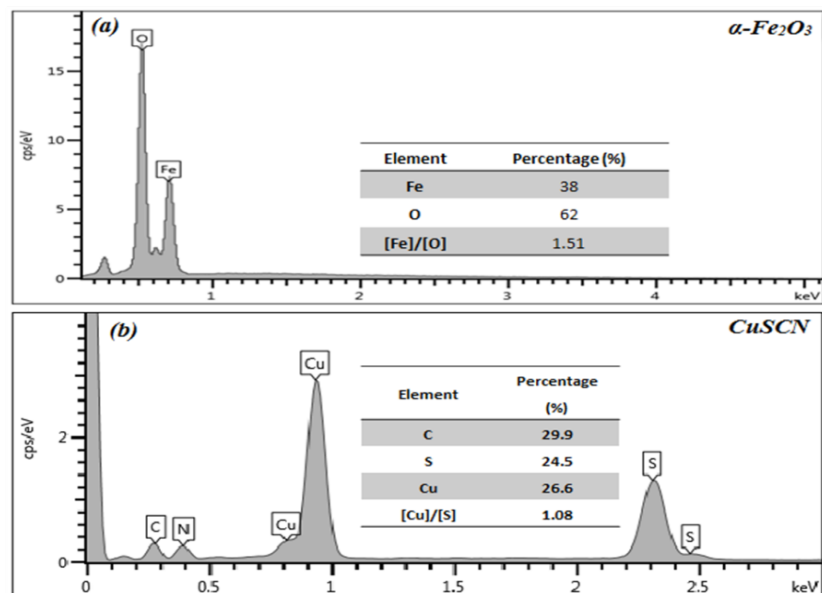 (a)
α-Fe₂O₃
O
Fe
15
10
5
0
cps/eV
1
2
3
4
keV
Element Percentage (%)
Fe 38
O 62
[Fe]/[O] 1.51
(b)
CuSCN
Cu
C
N
Cu
S
S
2
0
cps/eV
0
0.5
1
1.5
2
2.5
keV
Element Percentage
(%)
C 29.9
S 24.5
Cu 26.6
[Cu]/[S] 1.08